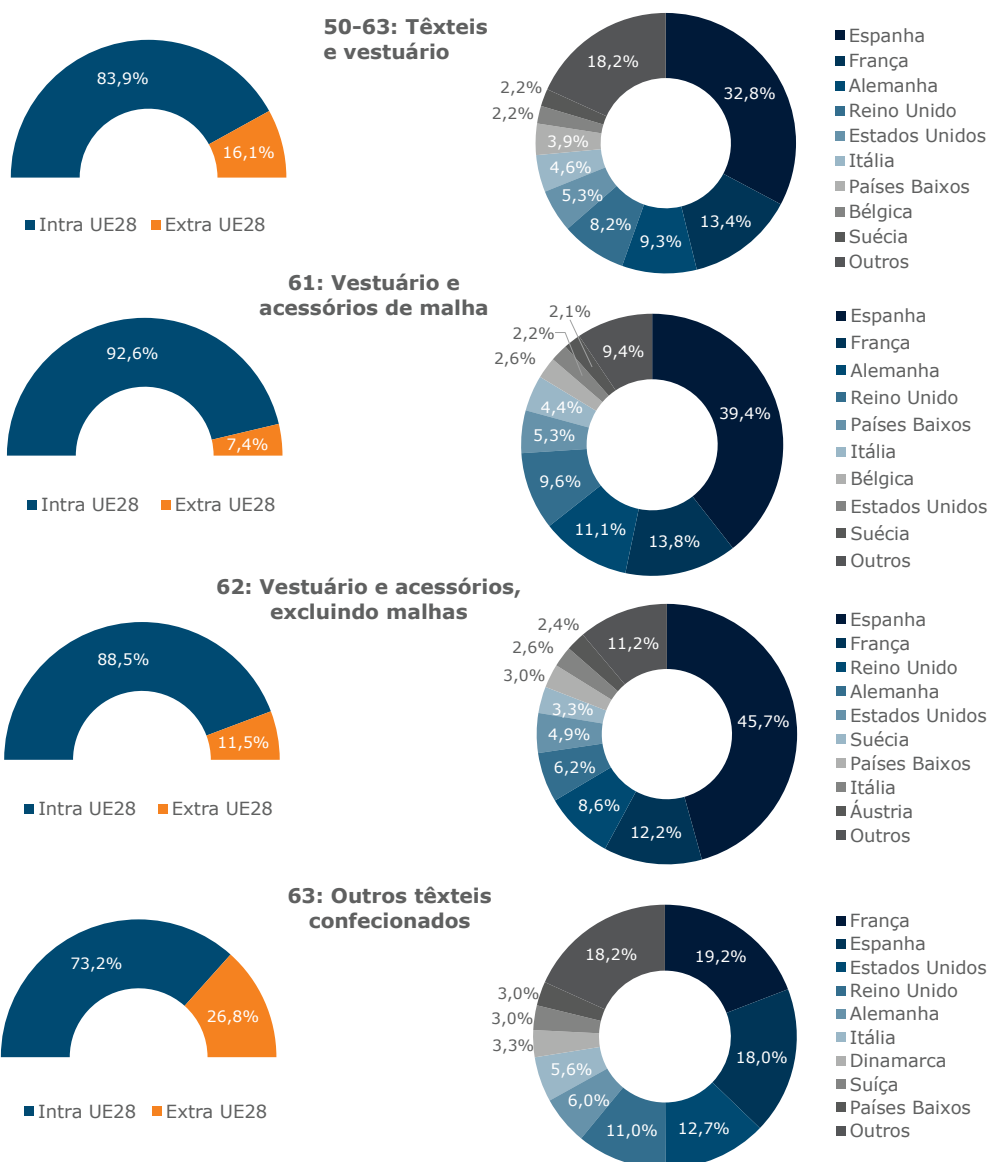 50-63: Têxteis
e vestuário
83,9%
16,1%
Intra UE28 Extra UE28
32,8%
13,4%
9,3%
8,2%
5,3%
4,6%
3,9%
2,2%
2,2%
18,2%
Espanha
França
Alemanha
Reino Unido
Estados Unidos
Itália
Países Baixos
Bélgica
Suécia
Outros
61: Vestuário e
acessórios de malha
92,6%
7,4%
Intra UE28 Extra UE28
39,4%
13,8%
11,1%
9,6%
5,3%
4,4%
2,6%
2,2%
2,1%
9,4%
Espanha
França
Alemanha
Reino Unido
Países Baixos
Itália
Bélgica
Estados Unidos
Suécia
Outros
62: Vestuário e acessórios,
excluindo malhas
88,5%
11,5%
Intra UE28 Extra UE28
45,7%
12,2%
8,6%
6,2%
4,9%
3,3%
3,0%
2,6%
2,4%
11,2%
Espanha
França
Reino Unido
Alemanha
Estados Unidos
Suécia
Países Baixos
Itália
Áustria
Outros
63: Outros têxteis
confecionados
73,2%
26,8%
Intra UE28 Extra UE28
19,2%
18,0%
12,7%
11,0%
6,0%
5,6%
3,3%
3,0%
3,0%
18,2%
França
Espanha
Estados Unidos
Reino Unido
Alemanha
Itália
Dinamarca
Suíça
Países Baixos
Outros